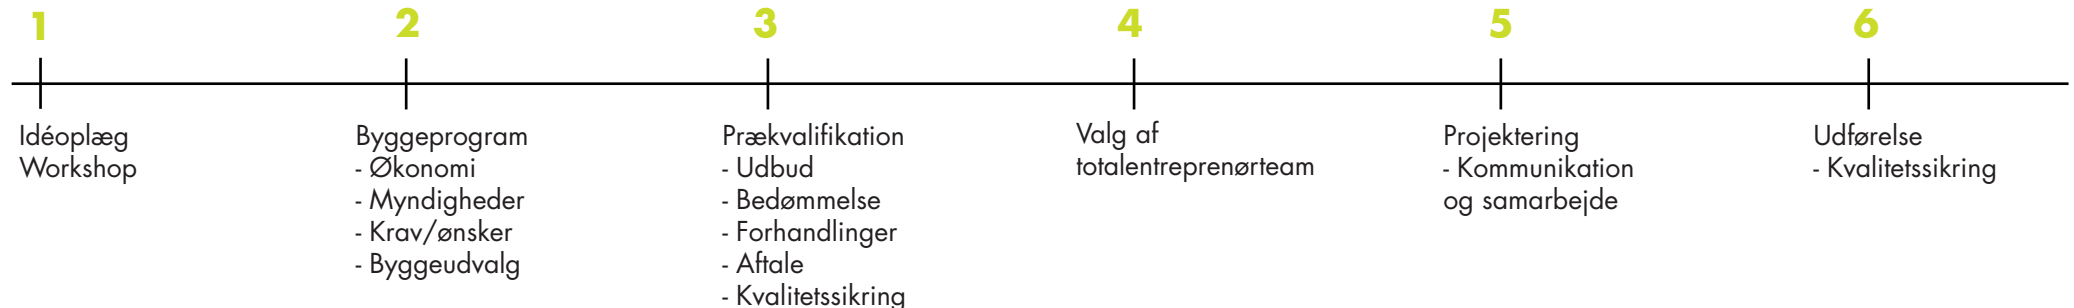 1
Idéoplæg
Workshop
2
Byggeprogram
- Økonomi
- Myndigheder
- Krav/ønsker
- Byggeudvalg
3
Prækvalifikation
- Udbud
- Bedømmelse
- Forhandlinger
- Aftale
- Kvalitetssikring
4
Valg af
totalentreprenørteam
5
Projektering
- Kommunikation
og samarbejde
6
Udførelse
- Kvalitetssikring